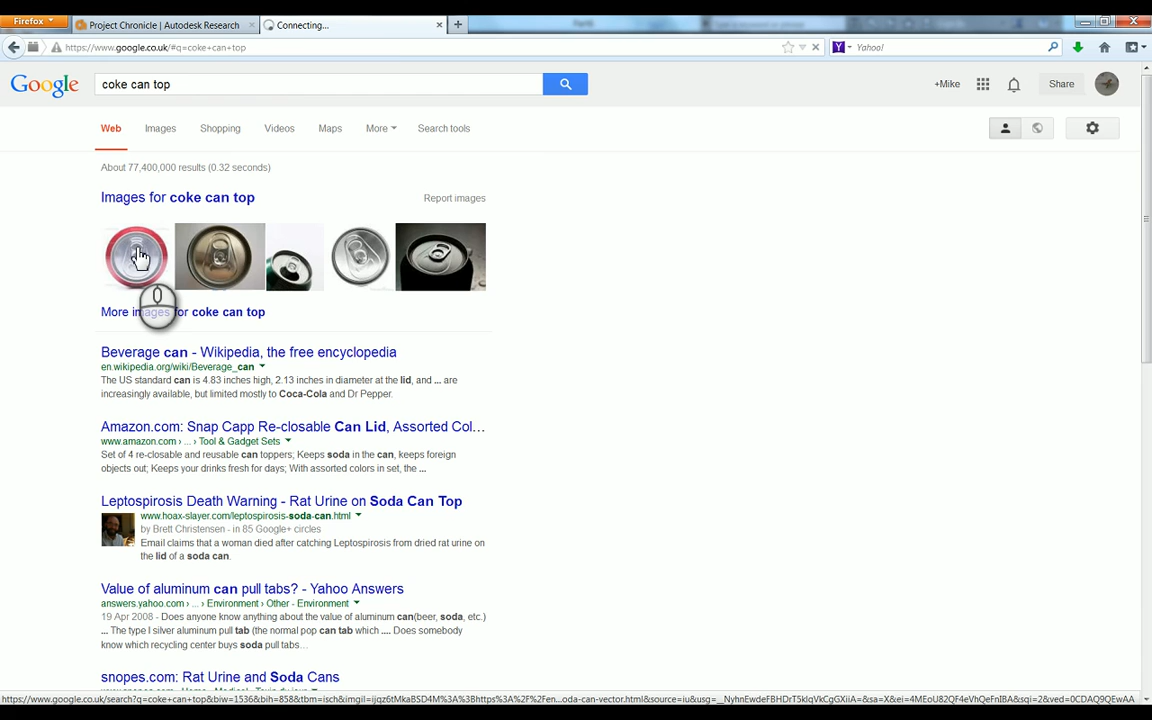 Firefox
Project Chronicle | Autodesk Research
Connecting...
https://www.google.co.uk/#q=coke+can+top
Yahoo!
Google
coke can top
+Mike
Share
Web
Images
Shopping
Videos
Maps
More
Search tools
About 77,400,000 results (0.32 seconds)
Images for coke can top
Report images
More images for coke can top
Beverage can - Wikipedia, the free encyclopedia
en.wikipedia.org/wiki/Beverage_can
The US standard can is 4.83 inches high, 2.13 inches in diameter at the lid, and ... are
increasingly available, but limited mostly to Coca-Cola and Dr Pepper.
Amazon.com: Snap Capp Re-closable Can Lid, Assorted Col...
www.amazon.com › ... › Tool & Gadget Sets
Set of 4 re-closable and reusable can toppers; Keeps soda in the can, keeps foreign
objects out; Keeps your drinks fresh for days; With assorted colors in set, the ...
Leptospirosis Death Warning - Rat Urine on Soda Can Top
www.hoax-slayer.com/leptospirosis-soda-can.html
by Brett Christensen - in 85 Google+ circles
Email claims that a woman died after catching Leptospirosis from dried rat urine on
the lid of a soda can.
Value of aluminum can pull tabs? - Yahoo Answers
answers.yahoo.com › ... › Environment › Other - Environment
19 Apr 2008 - Does anyone know anything about the value of aluminum can(beer, soda, etc.)
... The type I silver aluminum pull tab (the normal pop can tab which .... Does somebody
know which recycling center buys soda pull tabs...
snopes.com: Rat Urine and Soda Cans